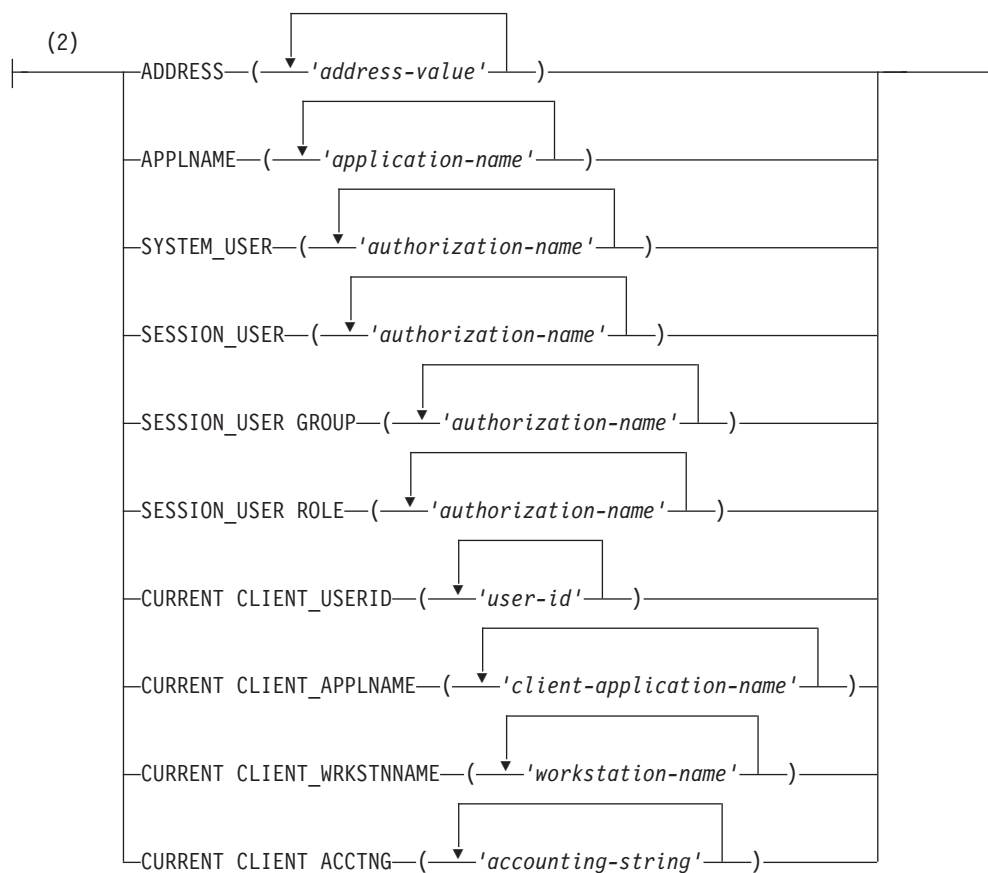 (2)
ADDRESS ( 'address-value' )
APPLNAME ( 'application-name' )
SYSTEM_USER ( 'authorization-name' )
SESSION_USER ( 'authorization-name' )
SESSION_USER GROUP ( 'authorization-name' )
SESSION_USER ROLE ( 'authorization-name' )
CURRENT CLIENT_USERID ( 'user-id' )
CURRENT CLIENT_APPLNAME ( 'client-application-name' )
CURRENT CLIENT_WRKSTNNAME ( 'workstation-name' )
CURRENT CLIENT ACCTNG ( 'accounting-string' )